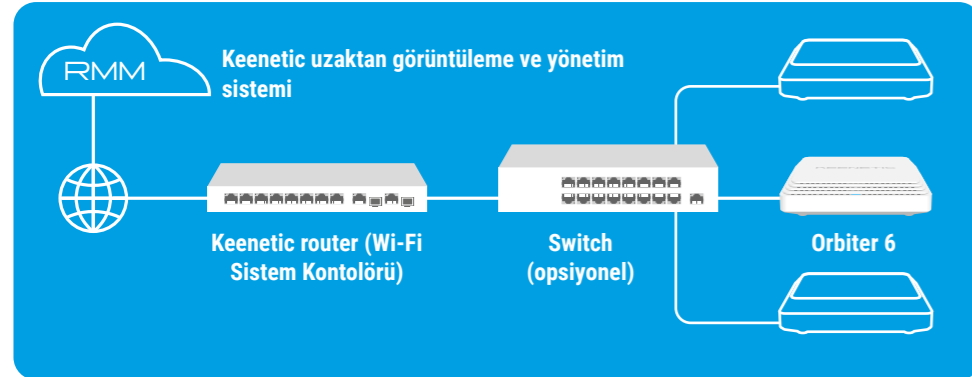 RMM
Keenetic uzaktan görüntüleme ve yönetim
sistemi
Keenetic router (Wi-Fi
Sistem Kontolörü)
Switch
(opsiyonel)
Orbiter 6